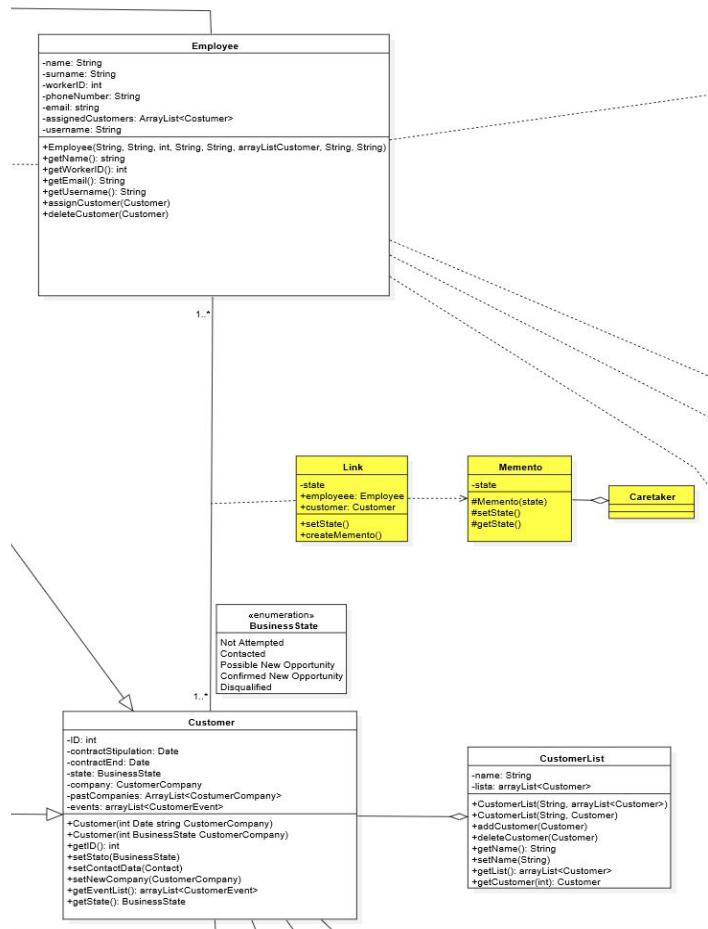 Employee
-name: String
-surname: String
-workerID: int
-phoneNumber: String
-email: string
-assignedCustomers: ArrayList<Costumer>
-username: String
+Employee(String, String, int, String, String, arrayListCustomer, String, String)
+getName(): string
+getWorkerID(): int
+getEmail(): String
+getUsername(): String
+assignCustomer(Customer)
+deleteCustomer(Customer)
1..*
Link
-state
+employeee: Employee
+customer: Customer
+setState()
+createMemento()
Memento
-state
#Memento(state)
#setState()
#getState()
Caretaker
«enumeration»
BusinessState
Not Attempted
Contacted
Possible New Opportunity
Confirmed New Opportunity
Disqualified
1..*
Customer
-ID: int
-contractStipulation: Date
-contractEnd: Date
-state: BusinessState
-company: CustomerCompany
-pastCompanies: ArrayList<CostumerCompany>
-events: arrayList<CustomerEvent>
+Customer(int Date string CustomerCompany)
+Customer(int BusinessState CustomerCompany)
+getID(): int
+setStato(BusinessState)
+setContactData(Contact)
+setNewCompany(CustomerCompany)
+getEventList(): arrayList<CustomerEvent>
+getState(): BusinessState
CustomerList
-name: String
-lista: arrayList<Customer>
+CustomerList(String, arrayList<Customer>)
+CustomerList(String, Customer)
+addCustomer(Customer)
+deleteCustomer(Customer)
+getName(): String
+setName(String)
+getList(): arrayList<Customer>
+getCustomer(int): Customer